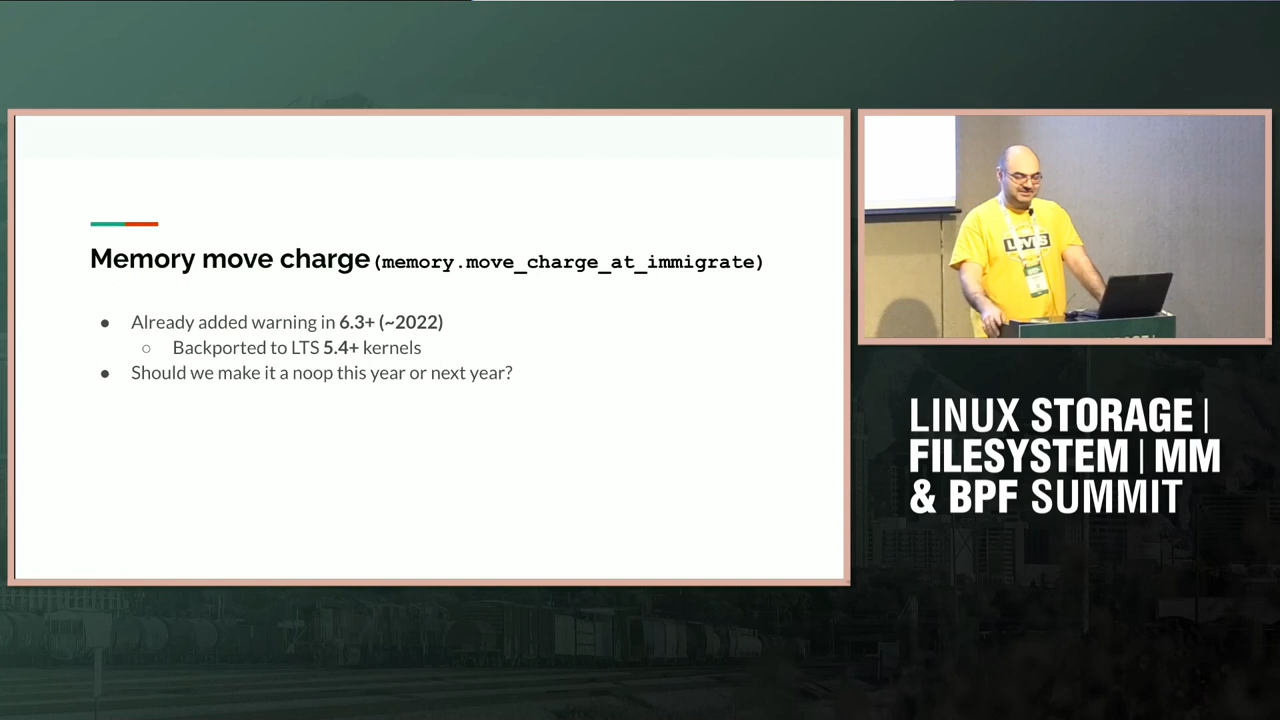 Memory move charge (memory.move_charge_at_immigrate)
● Already added warning in 6.3+ (~2022)
○ Backported to LTS 5.4+ kernels
● Should we make it a noop this year or next year?
LEVI'S
LINUX STORAGE |
FILESYSTEM | MM
& BPF SUMMIT